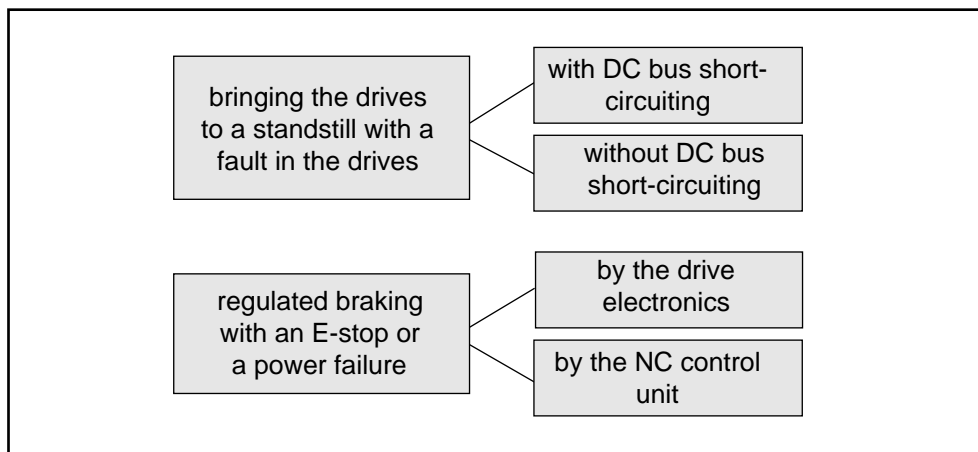 bringing the drives
to a standstill with a
fault in the drives
with DC bus short-
circuiting
without DC bus
short-circuiting
regulated braking
with an E-stop or
a power failure
by the drive
electronics
by the NC control
unit